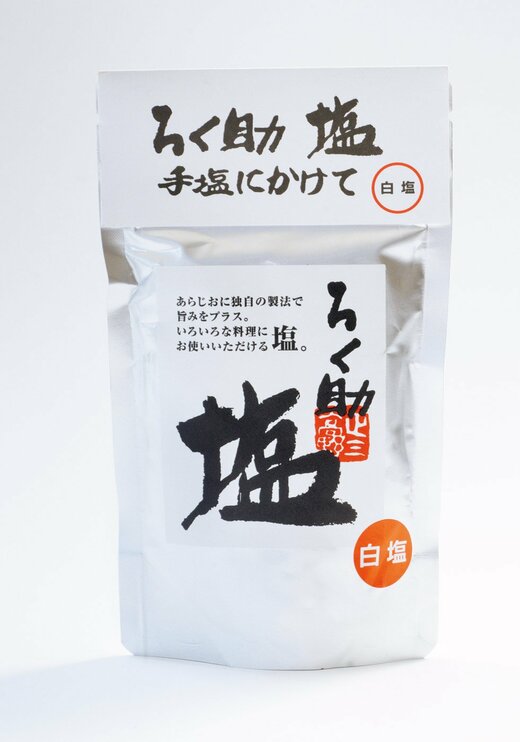 ろく助 塩
手塩にかけて
白塩
あらじおに独自の製法で
旨みをプラス。
いろいろな料理に
お使いいただける塩。
ろく助
塩
白塩